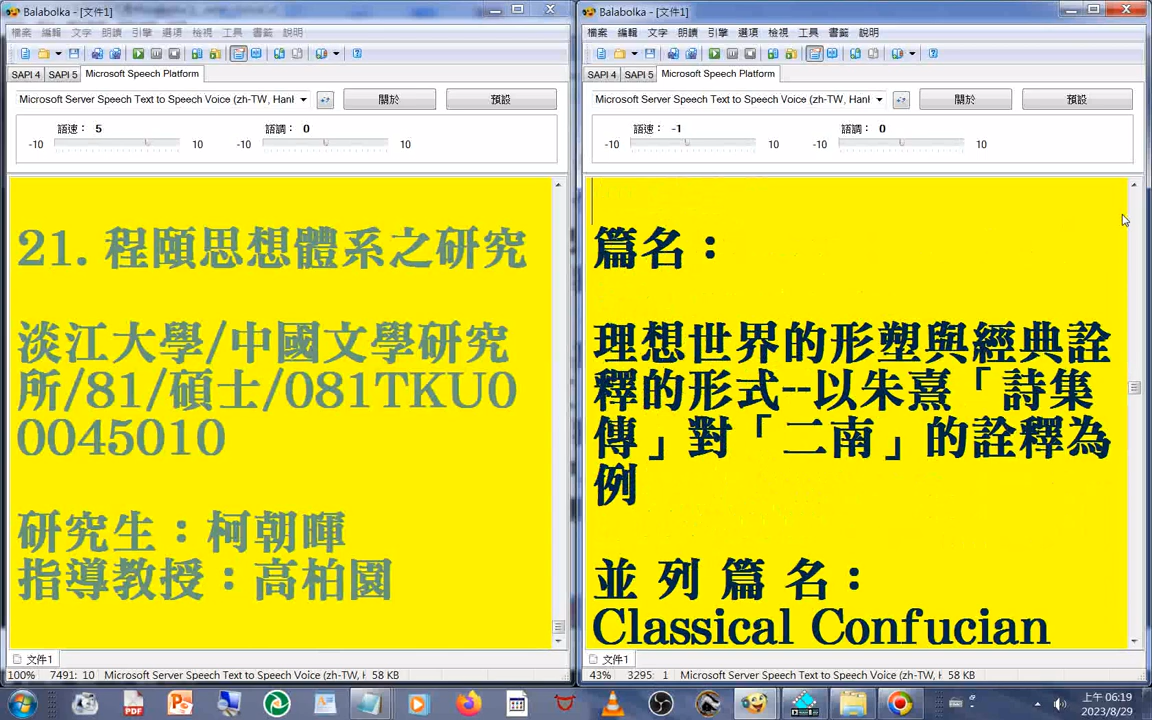 Balabolka - [文件1]
檔案 編輯 文字 朗讀 引擎 選項 檢視 工具 書籤 說明
SAPI 4 SAPI 5 Microsoft Speech Platform
Microsoft Server Speech Text to Speech Voice (zh-TW, Han
關於
預設
語速： 5
語調： 0
-10 10 -10 10
21. 程頤思想體系之研究
淡江大學/中國文學研究
所/81/碩士/081TKU0
0045010
研究生：柯朝暉
指導教授：高柏園
文件1
100% 7491: 10 Microsoft Server Speech Text to Speech Voice (zh-TW, 58 KB
Balabolka - [文件1]
檔案 編輯 文字 朗讀 引擎 選項 檢視 工具 書籤 說明
SAPI 4 SAPI 5 Microsoft Speech Platform
Microsoft Server Speech Text to Speech Voice (zh-TW, Han
關於
預設
語速： -1
語調： 0
-10 10 -10 10
篇名：
理想世界的形塑與經典詮
釋的形式--以朱熹「詩集
傳」對「二南」的詮釋為
例
並 列 篇 名：
Classical Confucian
文件1
43% 3295: 1 Microsoft Server Speech Text to Speech Voice (zh-TW, 58 KB
PDF
上午 06:19
2023/8/29